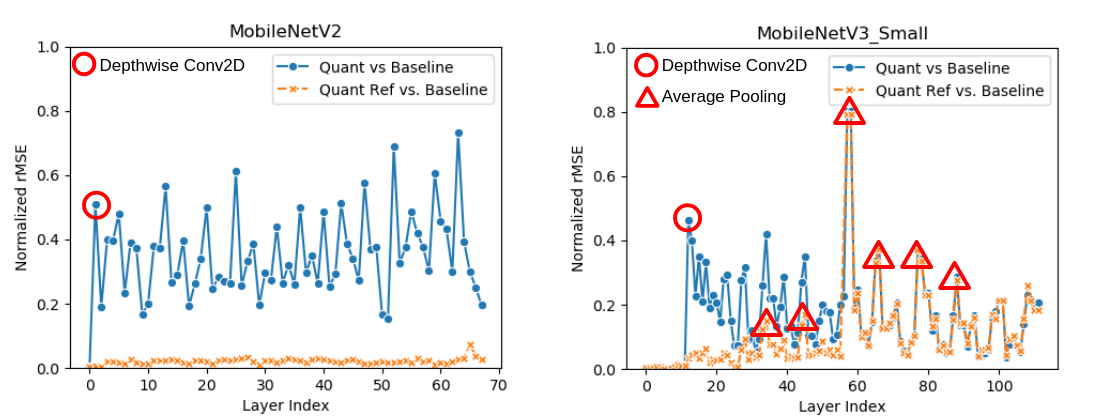 MobileNetV2
Depthwise Conv2D
Quant vs Baseline
Quant Ref vs. Baseline
Normalized rMSE
1.0
0.8
0.6
0.4
0.2
0.0
0 10 20 30 40 50 60 70
Layer Index
MobileNetV3_Small
Depthwise Conv2D
Average Pooling
Quant vs Baseline
Quant Ref vs. Baseline
Normalized rMSE
1.0
0.8
0.6
0.4
0.2
0.0
0 20 40 60 80 100
Layer Index